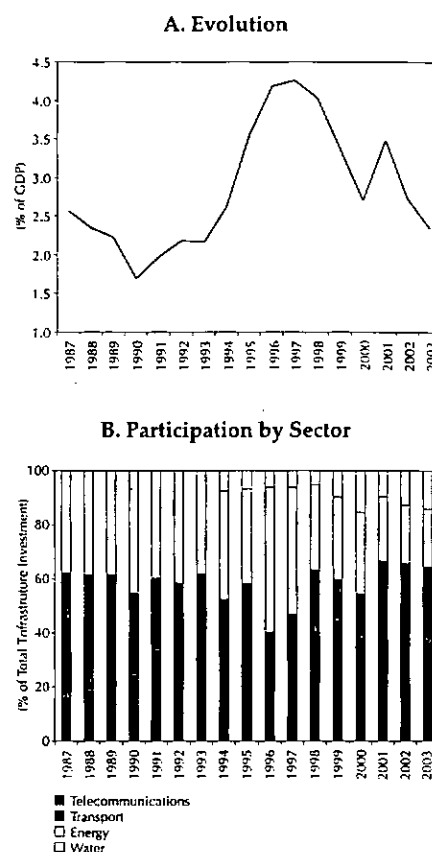 A. Evolution
4.5
4.0
3.5
3.0
2.5
2.0
1.5
1.0
(% of GDP)
1987 1988 1989 1990 1991 1992 1993 1994 1995 1996 1997 1998 1999 2000 2001 2002 2003
B. Participation by Sector
100
80
60
40
20
0
(% of Total Infrastruture Investment)
1987 1988 1989 1990 1991 1992 1993 1994 1995 1996 1997 1998 1999 2000 2001 2002 2003
Telecommunications
Transport
Energy
Water